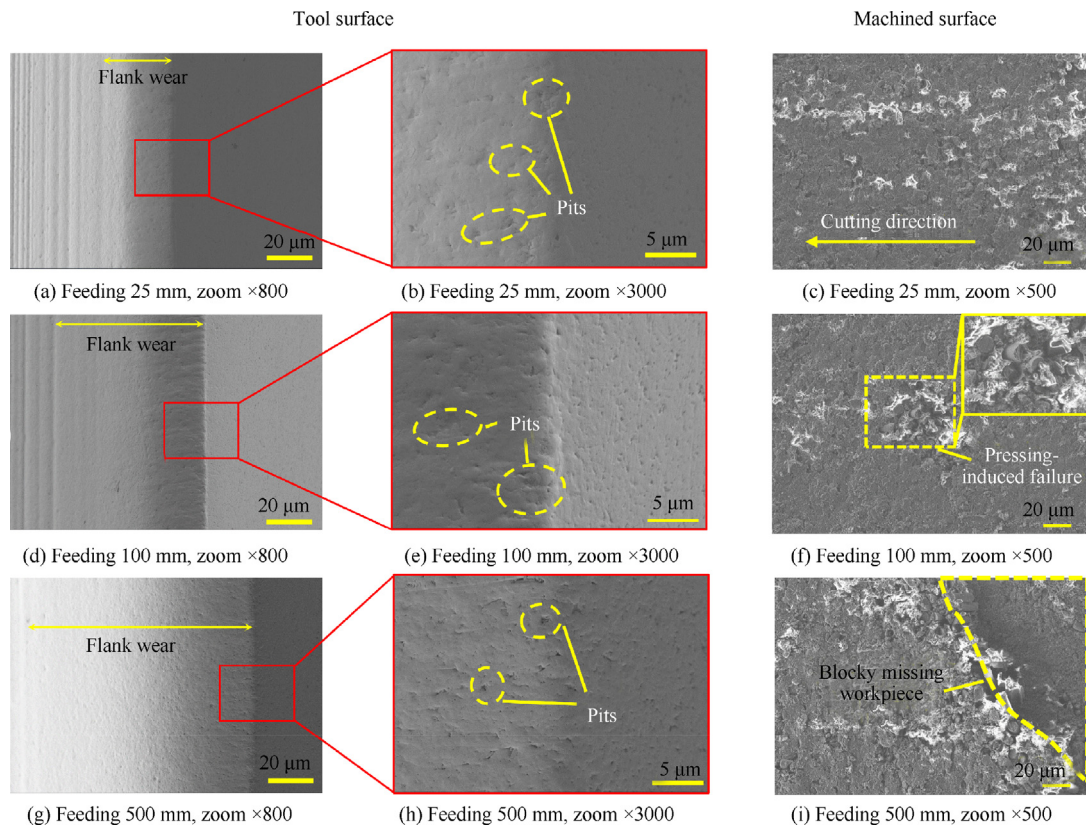 Tool surface
Machined surface
Flank wear
20 μm
Pits
5 μm
Cutting direction
20 μm
(a) Feeding 25 mm, zoom ×800
(b) Feeding 25 mm, zoom ×3000
(c) Feeding 25 mm, zoom ×500
Flank wear
20 μm
Pits
5 μm
Pressing-
induced failure
20 μm
(d) Feeding 100 mm, zoom ×800
(e) Feeding 100 mm, zoom ×3000
(f) Feeding 100 mm, zoom ×500
Flank wear
20 μm
Pits
5 μm
Blocky missing
workpiece
20 μm
(g) Feeding 500 mm, zoom ×800
(h) Feeding 500 mm, zoom ×3000
(i) Feeding 500 mm, zoom ×500